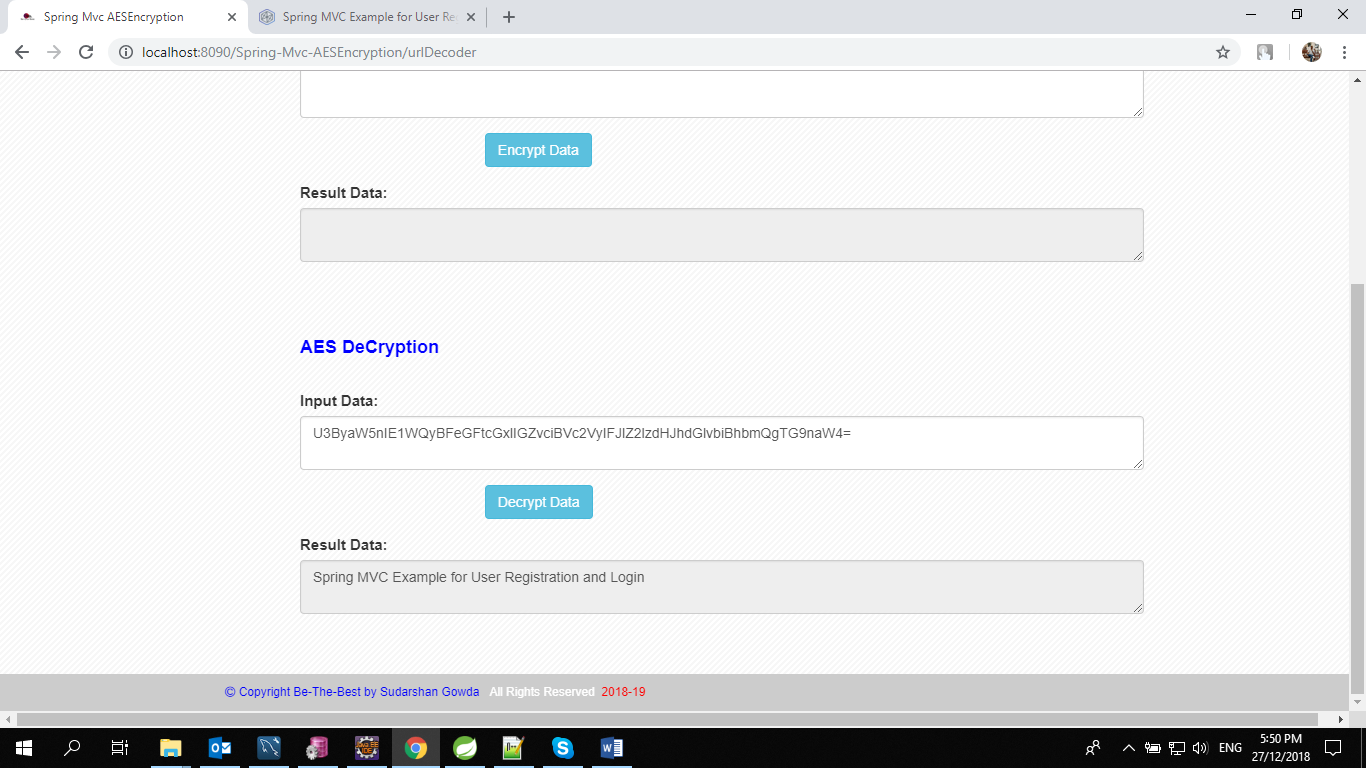 Spring Mvc AESEncryption
Spring MVC Example for User Re
localhost:8090/Spring-Mvc-AESEncryption/urlDecoder
Encrypt Data
Result Data:
AES DeCryption
Input Data:
U3ByaW5nIE1WQyBFeGFtcGxlIGZvciBVc2VyIFJlZ2lzdHJhdGlvbiBhbmQgTG9naW4=
Decrypt Data
Result Data:
Spring MVC Example for User Registration and Login
© Copyright Be-The-Best by Sudarshan Gowda All Rights Reserved 2018-19
ENG
5:50 PM
27/12/2018